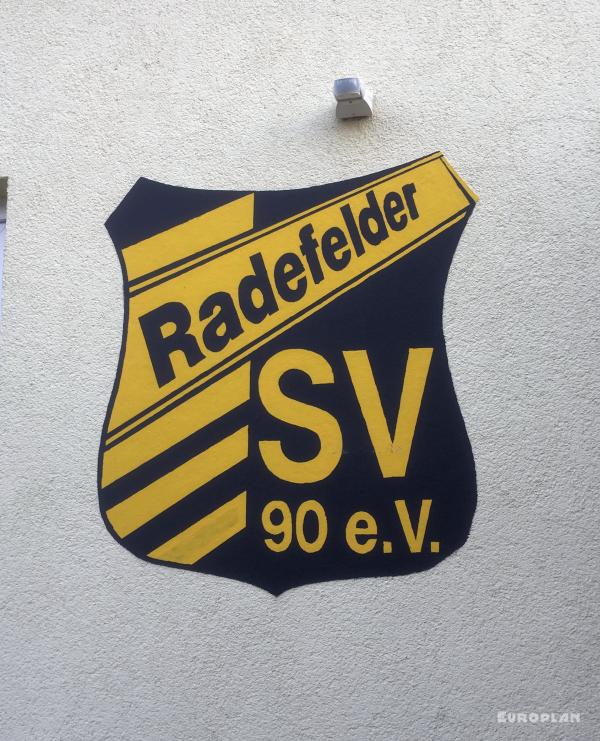 Radefelder
SV
90 e.V.
EUROPLAN